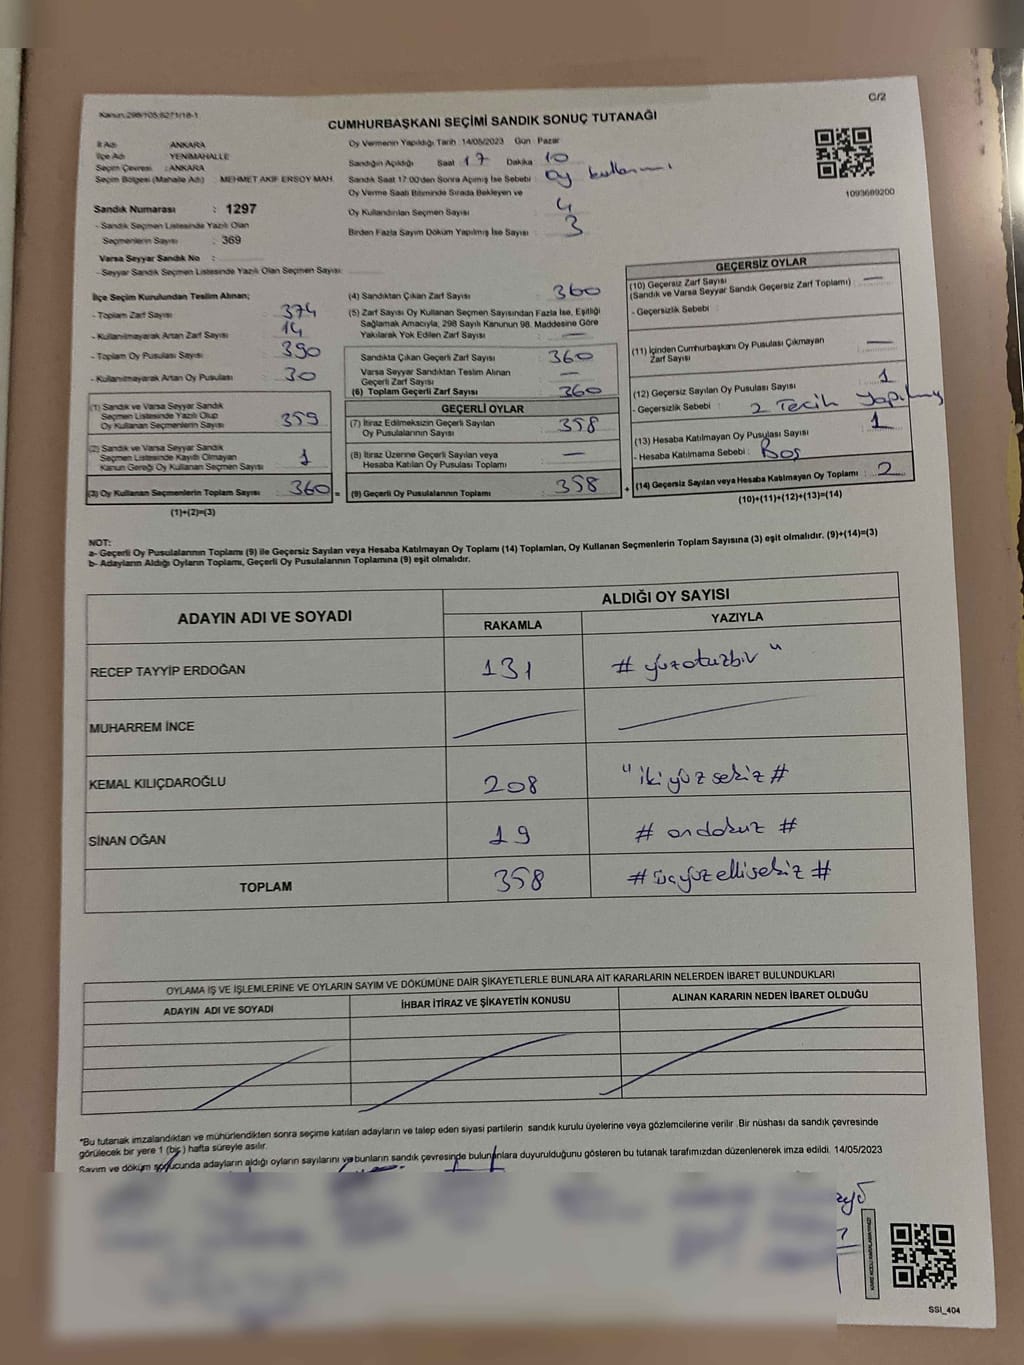 Kanun:298/105;6271/18-1
C/2
CUMHURBAŞKANI SEÇİMİ SANDIK SONUÇ TUTANAĞI
İl Adı : ANKARA
İlçe Adı : YENİMAHALLE
Seçim Çevresi : ANKARA
Seçim Bölgesi (Mahalle Adı) : MEHMET AKİF ERSOY MAH.
Sandık Numarası : 1297
- Sandık Seçmen Listesinde Yazılı Olan
Seçmenlerin Sayısı : 369
Varsa Seyyar Sandık No :
- Seyyar Sandık Seçmen Listesinde Yazılı Olan Seçmen Sayısı:
Oy Vermenin Yapıldığı Tarih :14/05/2023 Gün : Pazar
Sandığın Açıldığı Saat 17 Dakika 10
Sandık Saat 17:00'den Sonra Açılmış İse Sebebi : oy kullanımı
Oy Verme Saati Bitiminde Sırada Bekleyen ve
Oy Kullandırılan Seçmen Sayısı : 4
Birden Fazla Sayım Döküm Yapılmış İse Sayısı : 3
1093689200
İlçe Seçim Kurulundan Teslim Alınan;
- Toplam Zarf Sayısı : 374
- Kullanılmayarak Artan Zarf Sayısı : 14
- Toplam Oy Pusulası Sayısı : 390
- Kullanılmayarak Artan Oy Pusulası : 30
(1) Sandık ve Varsa Seyyar Sandık
Seçmen Listesinde Yazılı Olup
Oy Kullanan Seçmenlerin Sayısı : 359
(2) Sandık ve Varsa Seyyar Sandık
Seçmen Listesinde Kayıtlı Olmayan
Kanun Gereği Oy Kullanan Seçmen Sayısı : 1
(3) Oy Kullanan Seçmenlerin Toplam Sayısı : 360 =
(1)+(2)=(3)
(4) Sandıktan Çıkan Zarf Sayısı : 360
(5) Zarf Sayısı Oy Kullanan Seçmen Sayısından Fazla İse, Eşitliği
Sağlamak Amacıyla, 298 Sayılı Kanunun 98. Maddesine Göre
Yakılarak Yok Edilen Zarf Sayısı : —
Sandıkta Çıkan Geçerli Zarf Sayısı : 360
Varsa Seyyar Sandıktan Teslim Alınan
Geçerli Zarf Sayısı : —
(6) Toplam Geçerli Zarf Sayısı : 360
GEÇERLİ OYLAR
(7) İtiraz Edilmeksizin Geçerli Sayılan
Oy Pusulalarının Sayısı : 358
(8) İtiraz Üzerine Geçerli Sayılan veya
Hesaba Katılan Oy Pusulası Toplamı : —
(9) Geçerli Oy Pusulalarının Toplamı : 358 +
GEÇERSİZ OYLAR
(10) Geçersiz Zarf Sayısı : —
(Sandık ve Varsa Seyyar Sandık Geçersiz Zarf Toplamı)
- Geçersizlik Sebebi :
(11) İçinden Cumhurbaşkanı Oy Pusulası Çıkmayan
Zarf Sayısı : —
(12) Geçersiz Sayılan Oy Pusulası Sayısı : 1
- Geçersizlik Sebebi : 2 Tecih yapılmış
(13) Hesaba Katılmayan Oy Pusulası Sayısı : 1
- Hesaba Katılmama Sebebi : Boş
(14) Geçersiz Sayılan veya Hesaba Katılmayan Oy Toplamı : 2
(10)+(11)+(12)+(13)=(14)
NOT:
a- Geçerli Oy Pusulalarının Toplamı (9) ile Geçersiz Sayılan veya Hesaba Katılmayan Oy Toplamı (14) Toplamları, Oy Kullanan Seçmenlerin Toplam Sayısına (3) eşit olmalıdır. (9)+(14)=(3)
b- Adayların Aldığı Oyların Toplamı, Geçerli Oy Pusulalarının Toplamına (9) eşit olmalıdır.
ADAYIN ADI VE SOYADI
ALDIĞI OY SAYISI
RAKAMLA YAZIYLA
RECEP TAYYİP ERDOĞAN 131 # yüzotuzbir "
MUHARREM İNCE
KEMAL KILIÇDAROĞLU 208 " ikiyüzsekiz #
SİNAN OĞAN 19 # ondokuz #
TOPLAM 358 # üçyüzellisekiz #
OYLAMA İŞ VE İŞLEMLERİNE VE OYLARIN SAYIM VE DÖKÜMÜNE DAİR ŞİKAYETLERLE BUNLARA AİT KARARLARIN NELERDEN İBARET BULUNDUKLARI
ADAYIN ADI VE SOYADI İHBAR İTİRAZ VE ŞİKAYETİN KONUSU ALINAN KARARIN NEDEN İBARET OLDUĞU
*Bu tutanak imzalandıktan ve mühürlendikten sonra seçime katılan adayların ve talep eden siyasi partilerin sandık kurulu üyelerine veya gözlemcilerine verilir. Bir nüshası da sandık çevresinde
görülecek bir yere 1 (bir) hafta süreyle asılır.
Sayım ve döküm sonucunda adayların aldığı oyların sayılarını ve bunların sandık çevresinde bulunanlara duyurulduğunu gösteren bu tutanak tarafımızdan düzenlenerek imza edildi. 14/05/2023
SSI_404